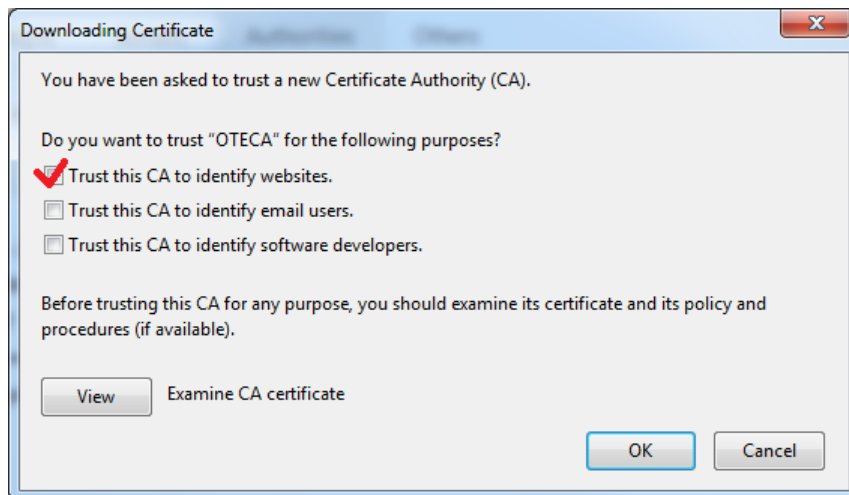 Downloading Certificate
Authorities Others
You have been asked to trust a new Certificate Authority (CA).
Do you want to trust "OTECA" for the following purposes?
Trust this CA to identify websites.
Trust this CA to identify email users.
Trust this CA to identify software developers.
Before trusting this CA for any purpose, you should examine its certificate and its policy and
procedures (if available).
View Examine CA certificate
OK Cancel